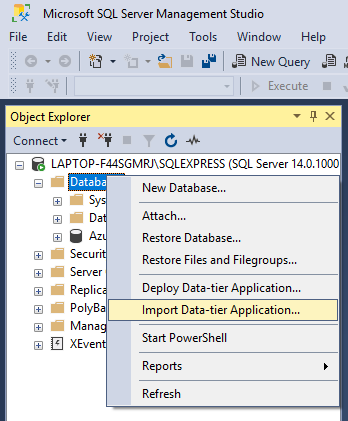 Microsoft SQL Server Management Studio
File Edit View Project Tools Window Help
New Query
Execute
Object Explorer
Connect
LAPTOP-F44SGMRJ\SQLEXPRESS (SQL Server 14.0.1000
Databas
New Database...
Sys
Attach...
Dat
Restore Database...
Azu
Securit
Restore Files and Filegroups...
Server
Deploy Data-tier Application...
Replica
PolyBa
Import Data-tier Application...
Manag
Start PowerShell
XEvent
Reports
Refresh